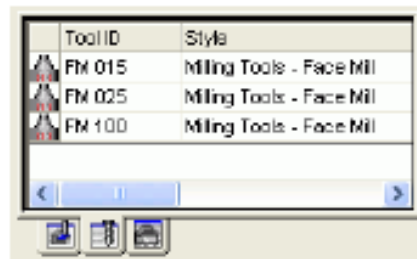 Tool ID Style
FM 015 Milling Tools - Face Mill
FM 025 Milling Tools - Face Mill
FM 100 Milling Tools - Face Mill